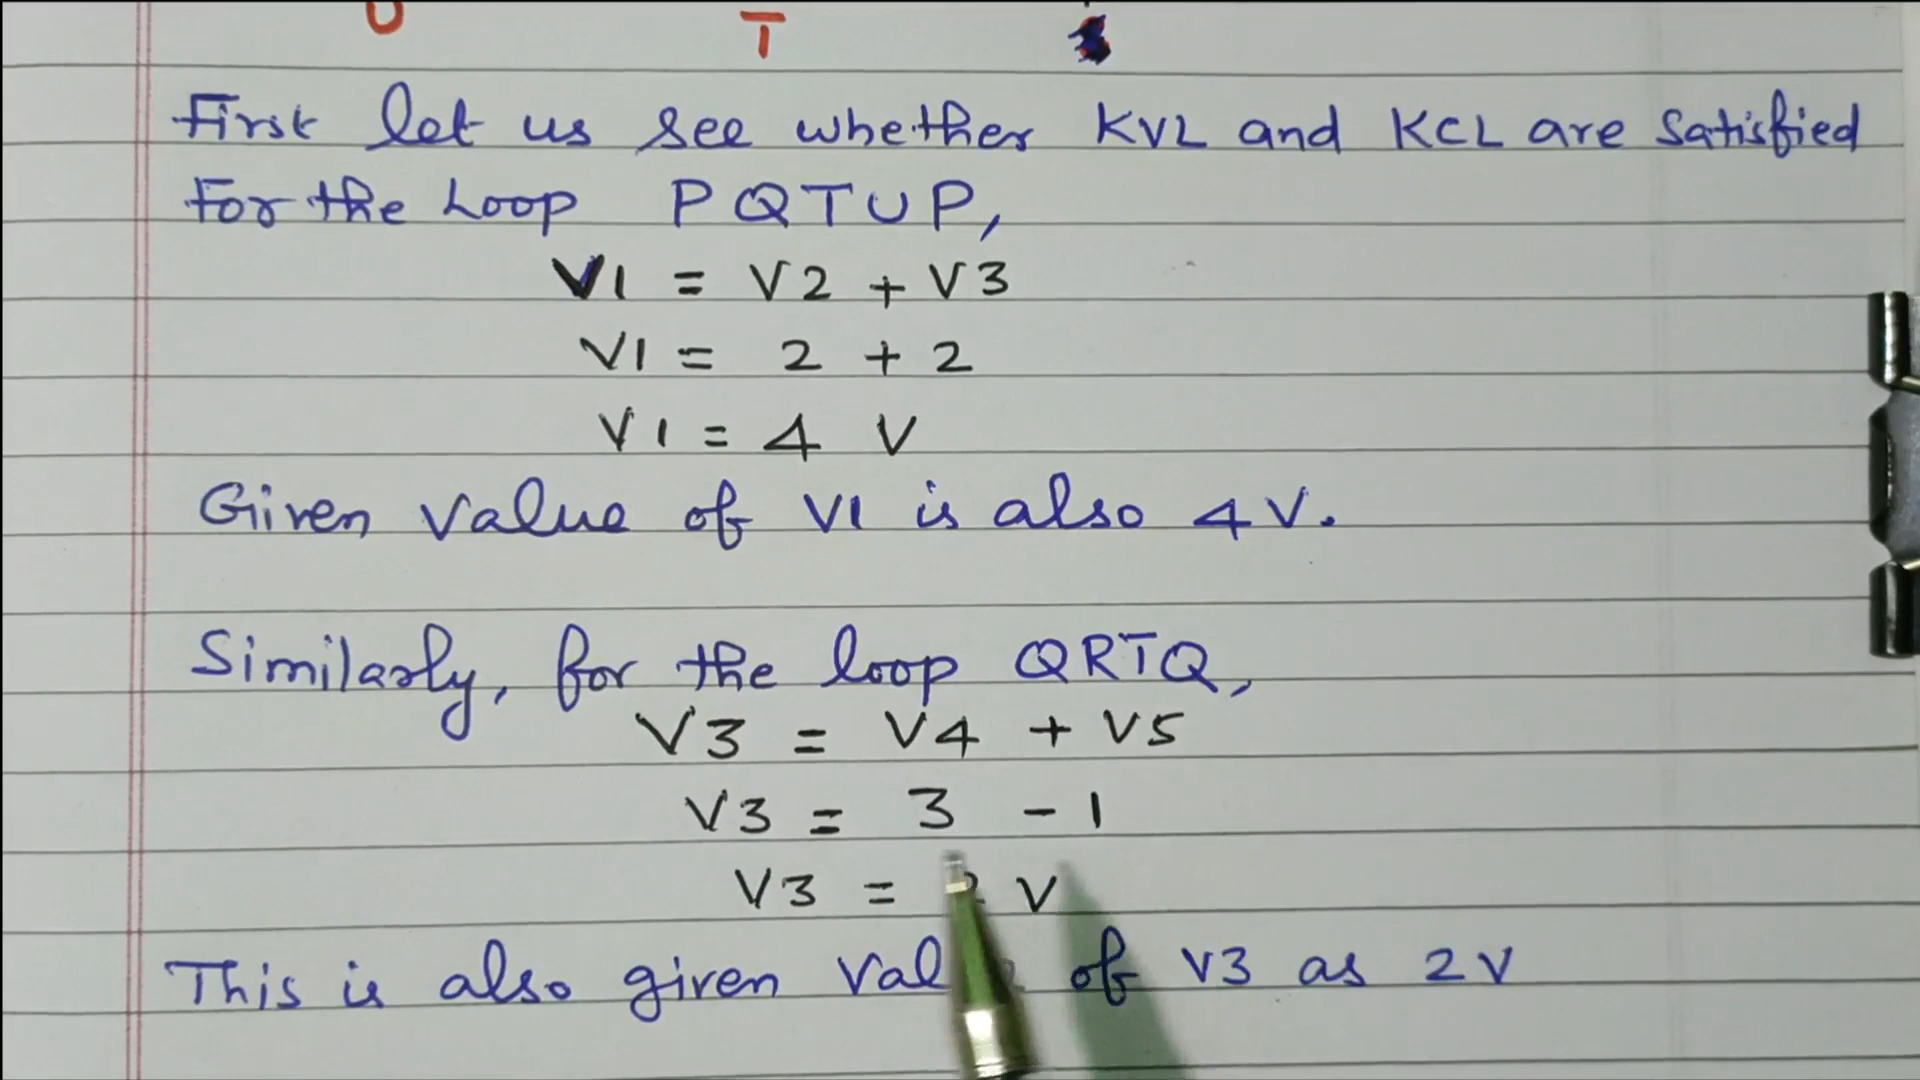 U T
First let us see whether KVL and KCL are satisfied
For the Loop PQTUP,
V1 = V2 + V3
V1 = 2 + 2
V1 = 4 V
Given value of V1 is also 4V.
Similarly, for the loop QRTQ,
V3 = V4 + V5
V3 = 3 - 1
V3 = V
This is also given of V3 as 2V